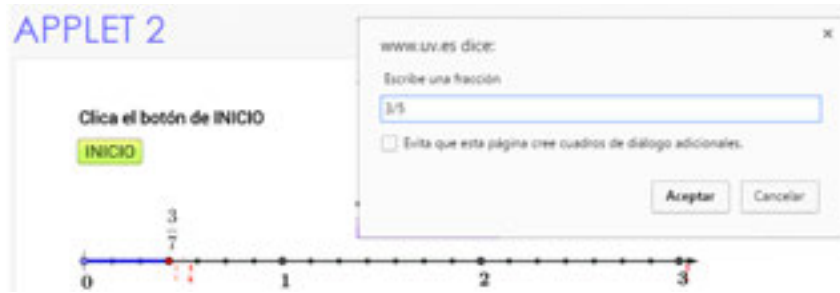 APPLET 2
www.uv.es dice:
Escribe una fracción
3/5
Evita que esta página cree cuadros de diálogo adicionales.
Aceptar
Cancelar
Clica el botón de INICIO
INICIO
3
7
0
1
2
3